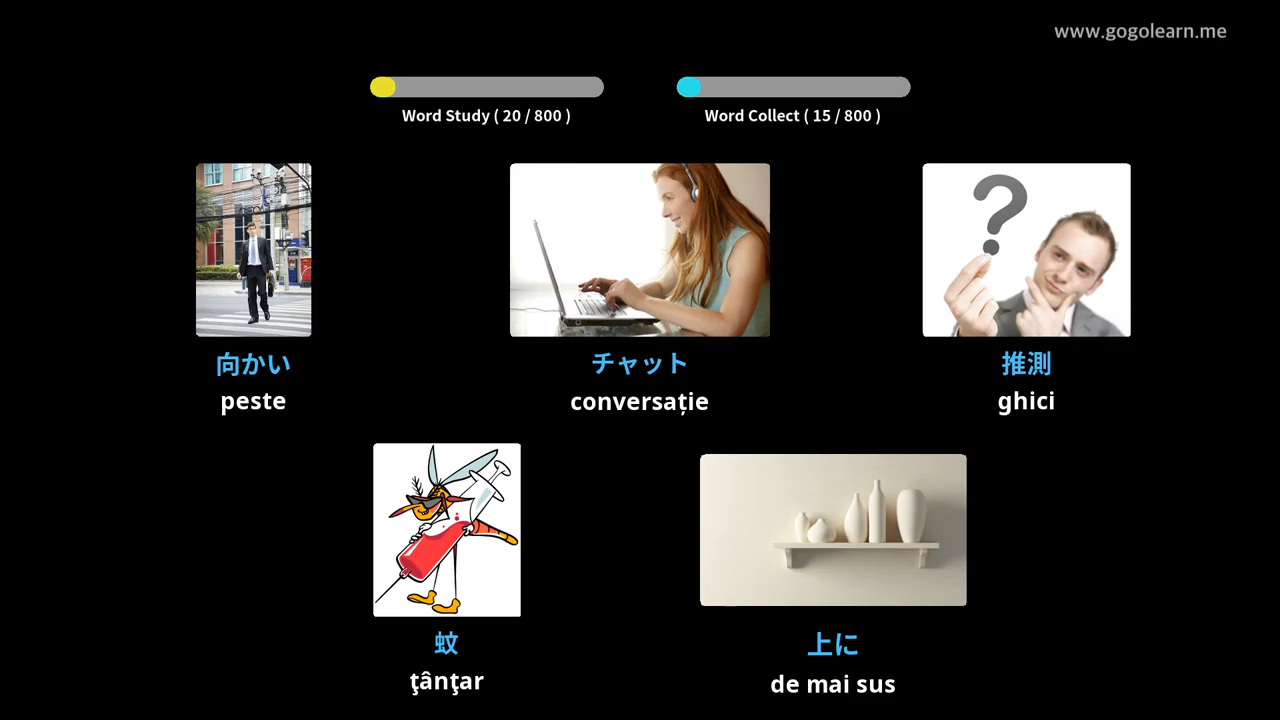 www.gogolearn.me
Word Study ( 20 / 800 )
Word Collect ( 15 / 800 )
向かい
peste
チャット
conversație
推測
ghici
蚊
ţânţar
上に
de mai sus